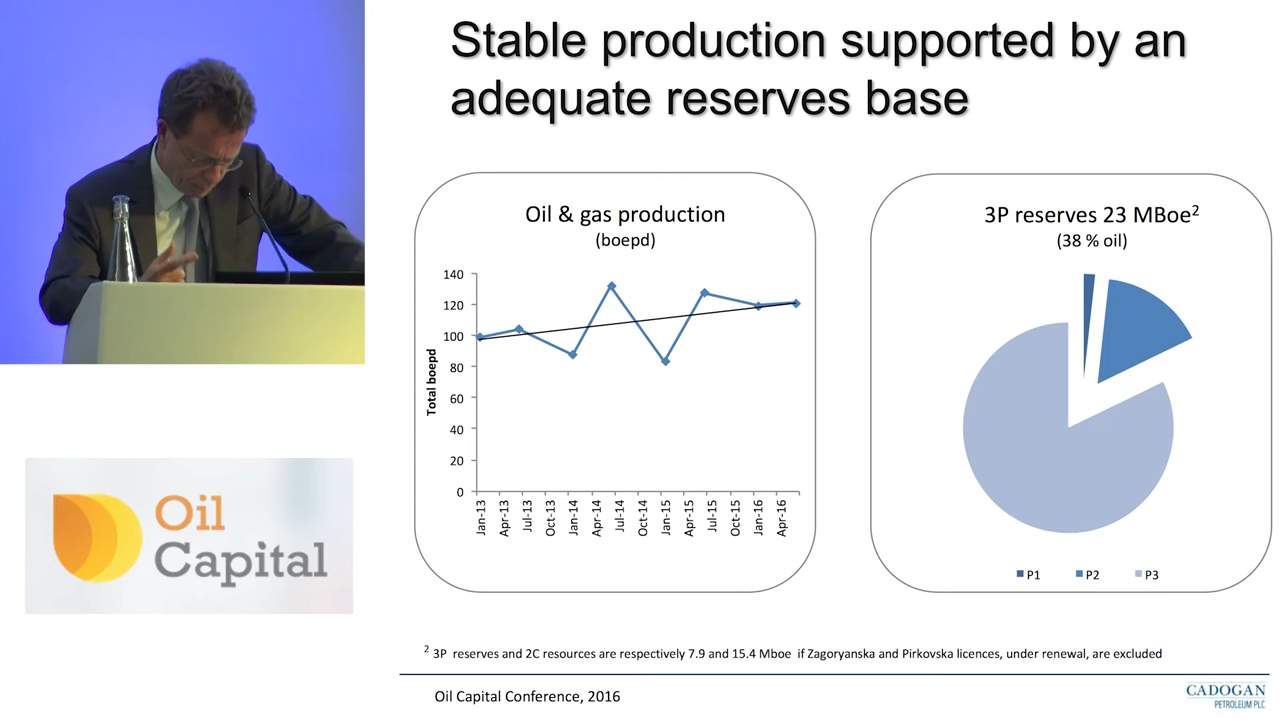 Stable production supported by an
adequate reserves base
Oil & gas production
(boepd)
140
120
100
80
60
40
20
0
Total boepd
Jan-13
Apr-13
Jul-13
Oct-13
Jan-14
Apr-14
Jul-14
Oct-14
Jan-15
Apr-15
Jul-15
Oct-15
Jan-16
Apr-16
3P reserves 23 MBoe²
(38 % oil)
P1
P2
P3
Oil
Capital
² 3P reserves and 2C resources are respectively 7.9 and 15.4 Mboe if Zagoryanska and Pirkovska licences, under renewal, are excluded
Oil Capital Conference, 2016
CADOGAN
PETROLEUM PLC